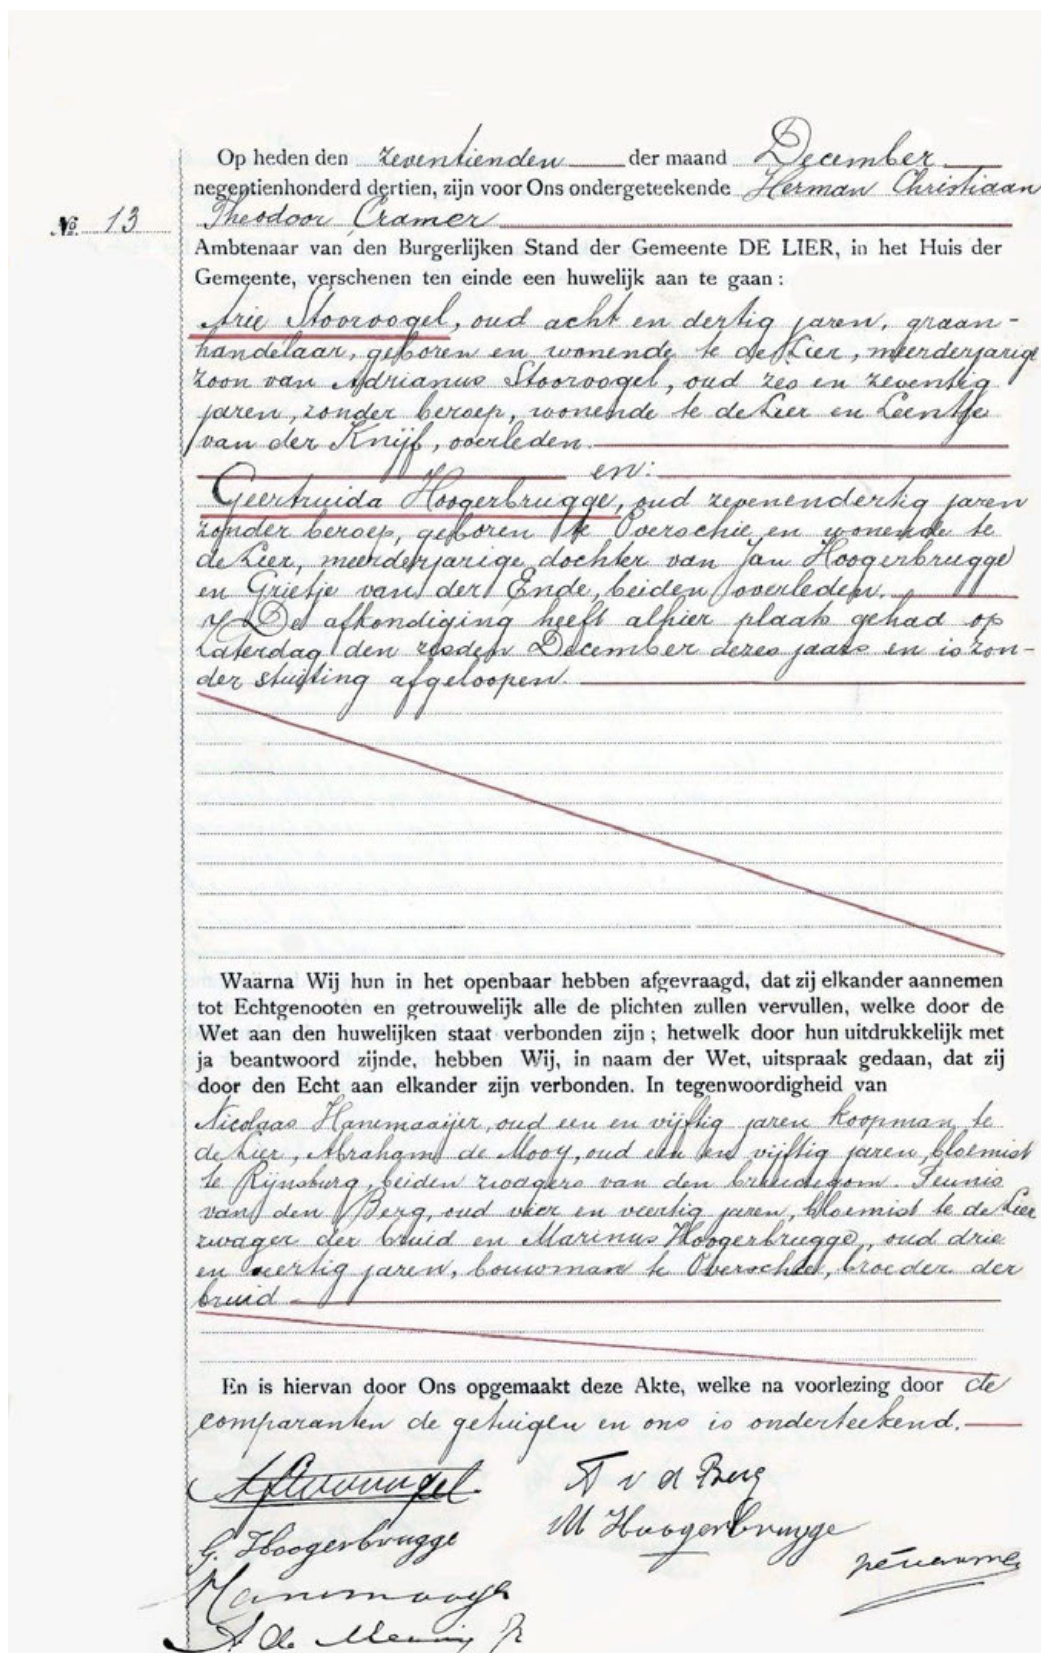 Op heden den zeventienden der maand December
negentienhonderd dertien, zijn voor Ons ondergeteekende Herman Christiaan
No. 13 Theodoor Cramer
Ambtenaar van den Burgerlijken Stand der Gemeente DE LIER, in het Huis der
Gemeente, verschenen ten einde een huwelijk aan te gaan :
Arie Stoorvogel, oud acht en dertig jaren, graan-
handelaar, geboren en wonende te de Lier, meerderjarige
zoon van Adrianus Stoorvogel, oud zes en zeventig
jaren, zonder beroep, wonende te de Lier en Leentje
van der Knijf, overleden.
en:
Geertruida Hoogerbrugge, oud zevenendertig jaren
zonder beroep, geboren te Overschie en wonende te
de Lier, meerderjarige dochter van Jan Hoogerbrugge
en Grietje van der Ende, beiden overleden.
De afkondiging heeft alhier plaats gehad op
Zaterdag den zesden December dezes jaars en is zon-
der stuiting afgeloopen.
Waarna Wij hun in het openbaar hebben afgevraagd, dat zij elkander aannemen
tot Echtgenooten en getrouwelijk alle de plichten zullen vervullen, welke door de
Wet aan den huwelijken staat verbonden zijn ; hetwelk door hun uitdrukkelijk met
ja beantwoord zijnde, hebben Wij, in naam der Wet, uitspraak gedaan, dat zij
door den Echt aan elkander zijn verbonden. In tegenwoordigheid van
Nicolaas Hanemaaijer, oud een en vijftig jaren koopman te
de Lier, Abraham de Mooy, oud een en vijftig jaren, bloemist
te Rijnsburg, beiden zwagers van den bruidegom. Teunis
van den Berg, oud vier en veertig jaren, bloemist te de Lier
zwager der bruid en Marinus Hoogerbrugge, oud drie
en veertig jaren, bouwman te Overschie, broeder der
bruid
En is hiervan door Ons opgemaakt deze Akte, welke na voorlezing door de
comparanten de getuigen en ons is onderteekend.
A Stoorvogel A v d Berg
G. Hoogerbrugge M Hoogerbrugge
Hanemaaijer
A de